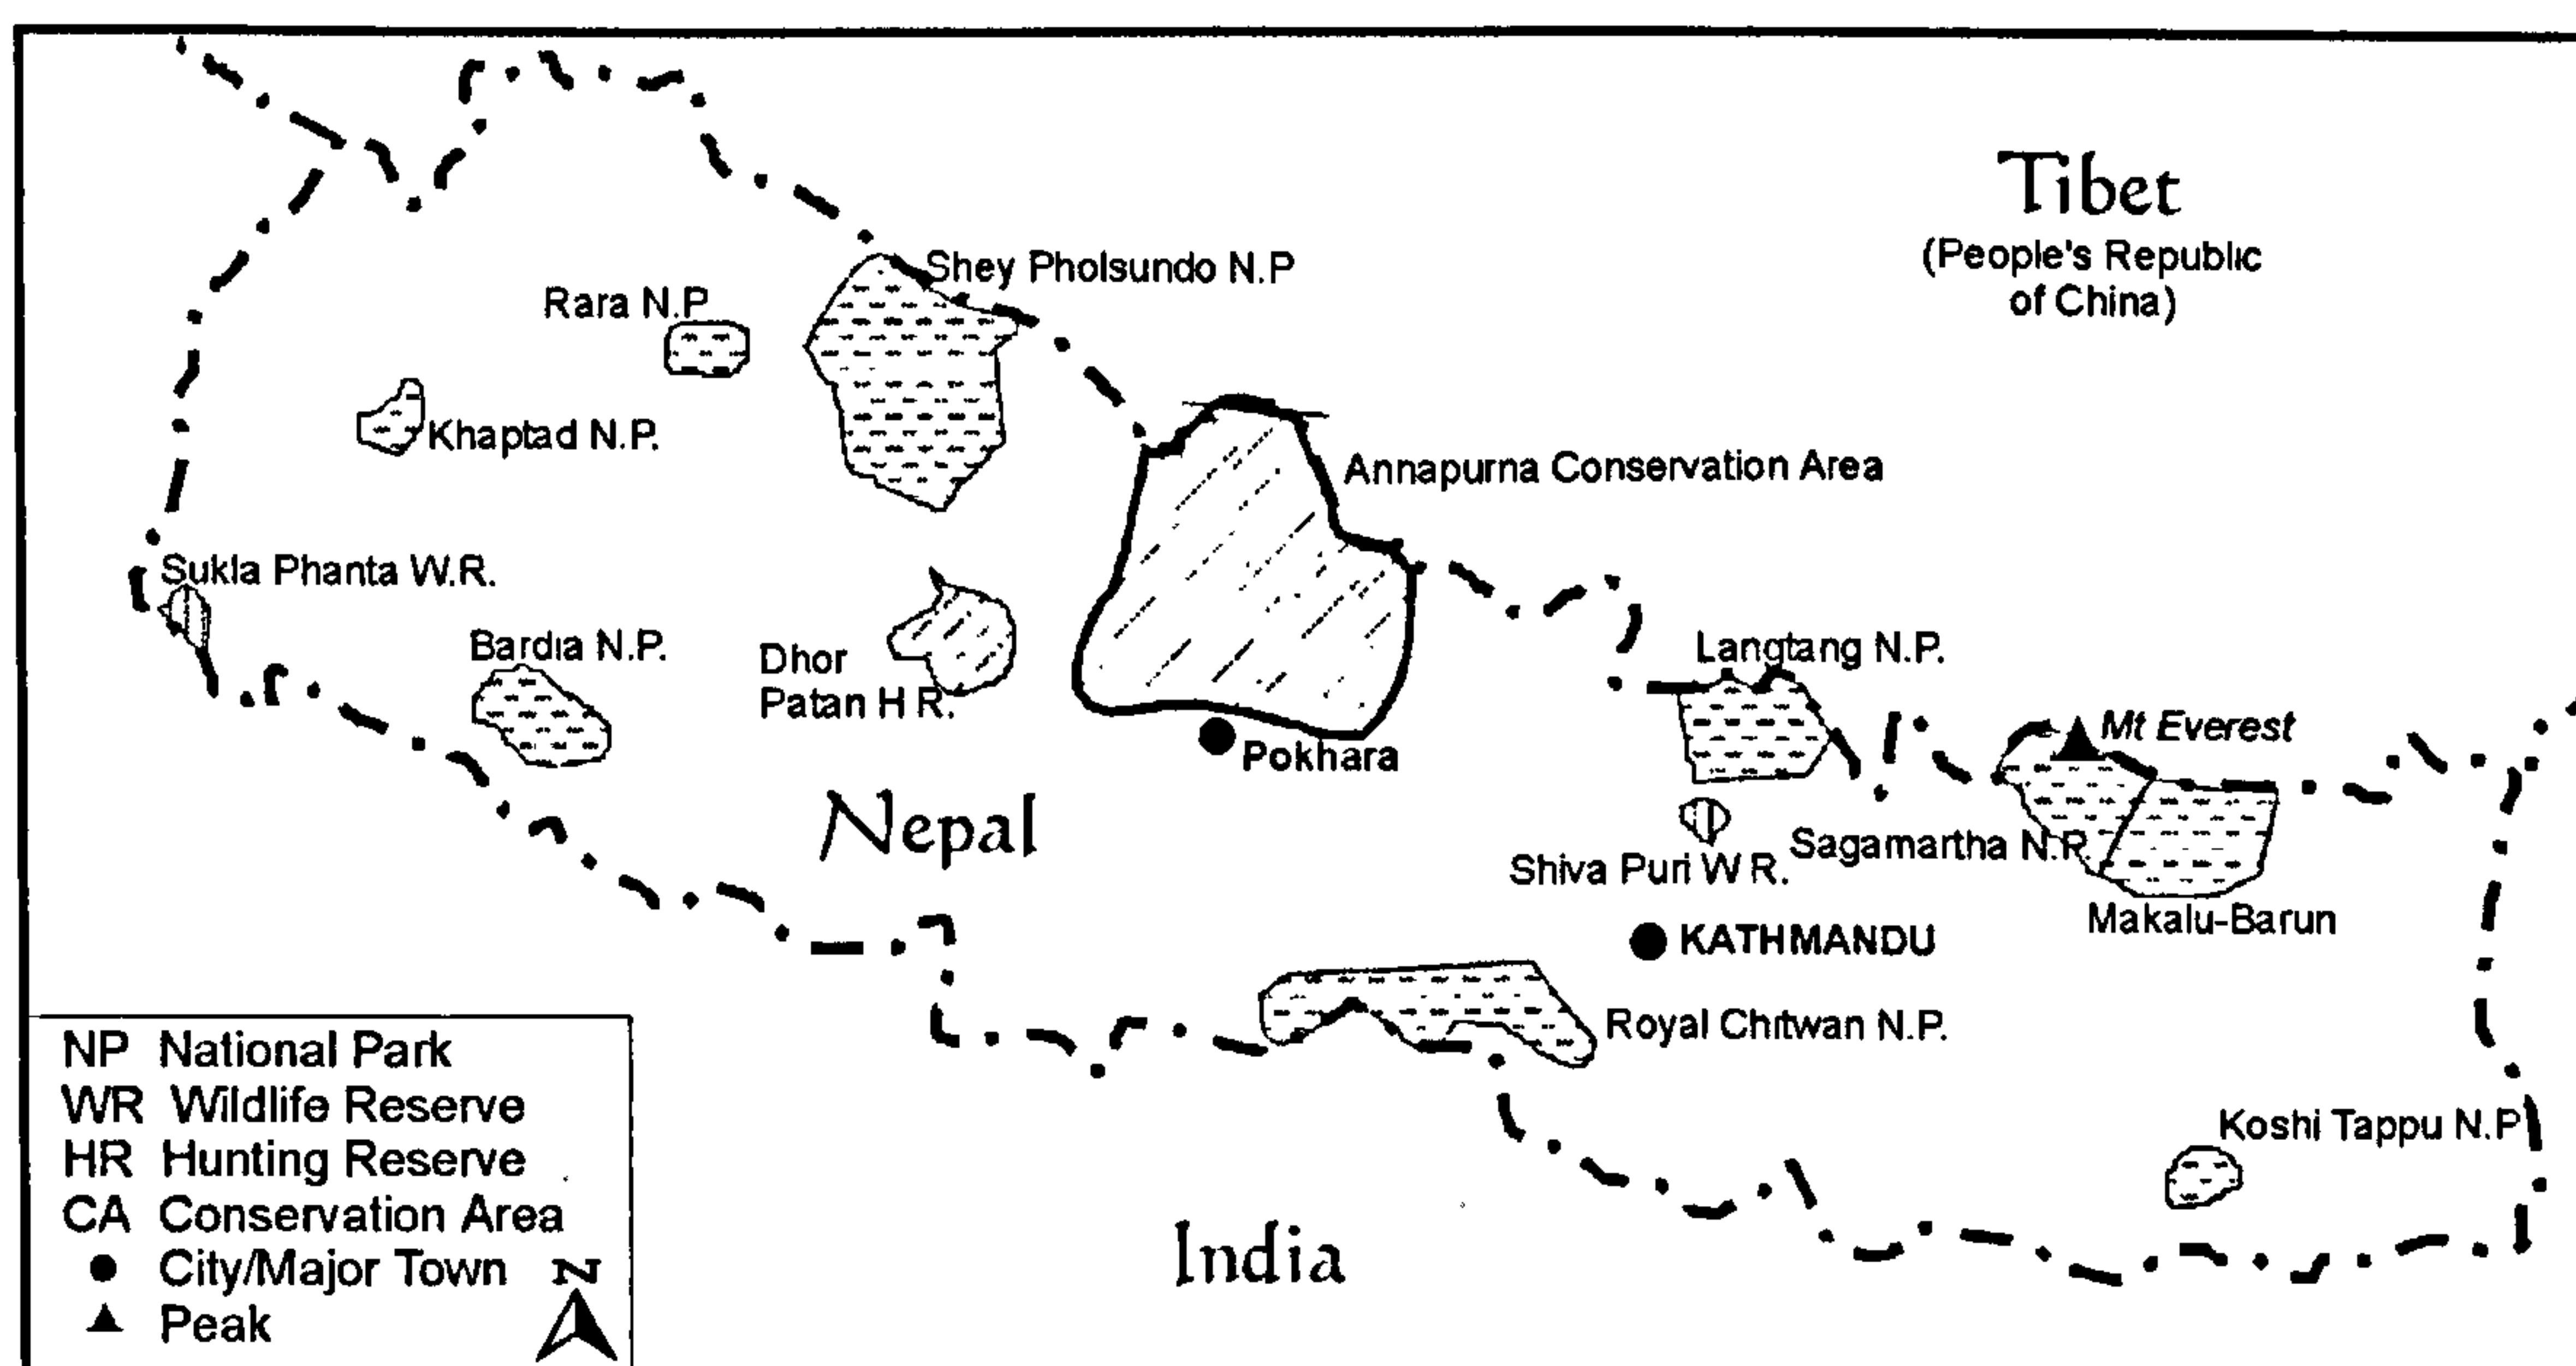 Tibet
(People's Republic
of China)
Shey Pholsundo N.P
Rara N.P
Khaptad N.P.
Annapurna Conservation Area
Sukla Phanta W.R.
Bardia N.P.
Dhor
Patan H R.
Langtang N.P.
Mt Everest
Pokhara
Nepal
Shiva Puri W R.
Sagamartha N.P.
Makalu-Barun
KATHMANDU
Royal Chitwan N.P.
Koshi Tappu N.P
India
NP National Park
WR Wildlife Reserve
HR Hunting Reserve
CA Conservation Area
City/Major Town
N
Peak